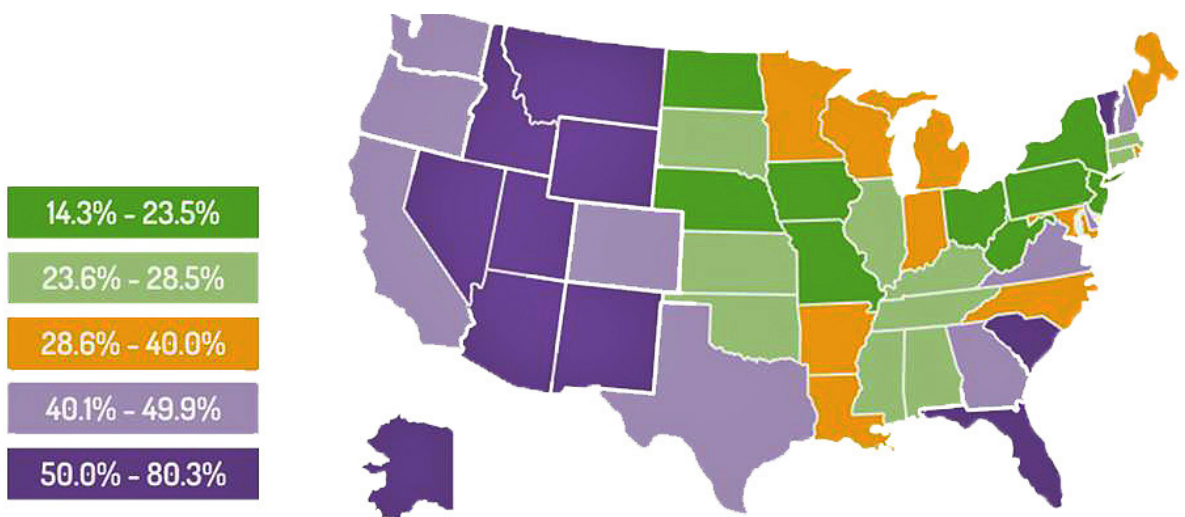 14.3% - 23.5%
23.6% - 28.5%
28.6% - 40.0%
40.1% - 49.9%
50.0% - 80.3%